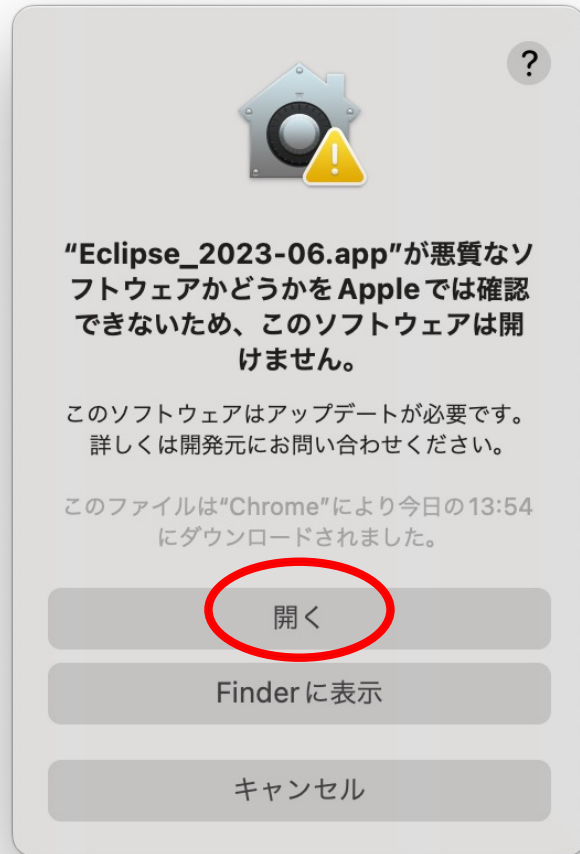 ?
“Eclipse_2023-06.app”が悪質なソ
フトウェアかどうかをAppleでは確認
できないため、このソフトウェアは開
けません。
このソフトウェアはアップデートが必要です。
詳しくは開発元にお問い合わせください。
このファイルは“Chrome”により今日の13:54
にダウンロードされました。
開く
Finderに表示
キャンセル